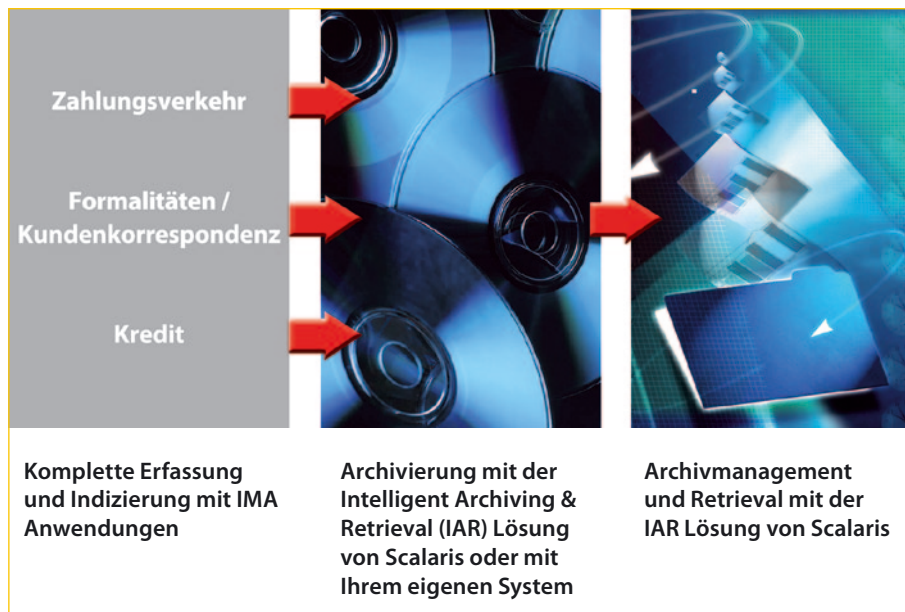 Zahlungsverkehr
Formalitäten /
Kundenkorrespondenz
Kredit
Komplette Erfassung
und Indizierung mit IMA
Anwendungen
Archivierung mit der
Intelligent Archiving &
Retrieval (IAR) Lösung
von Scalaris oder mit
Ihrem eigenen System
Archivmanagement
und Retrieval mit der
IAR Lösung von Scalaris